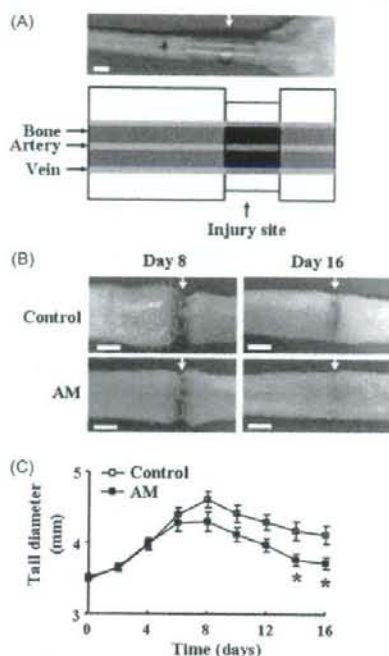 (A)
Bone
Artery
Vein
Injury site
(B)
Day 8 Day 16
Control
AM
(C)
Control
AM
5
4
3
Tail diameter
(mm)
* *
0 4 8 12 16
Time (days)